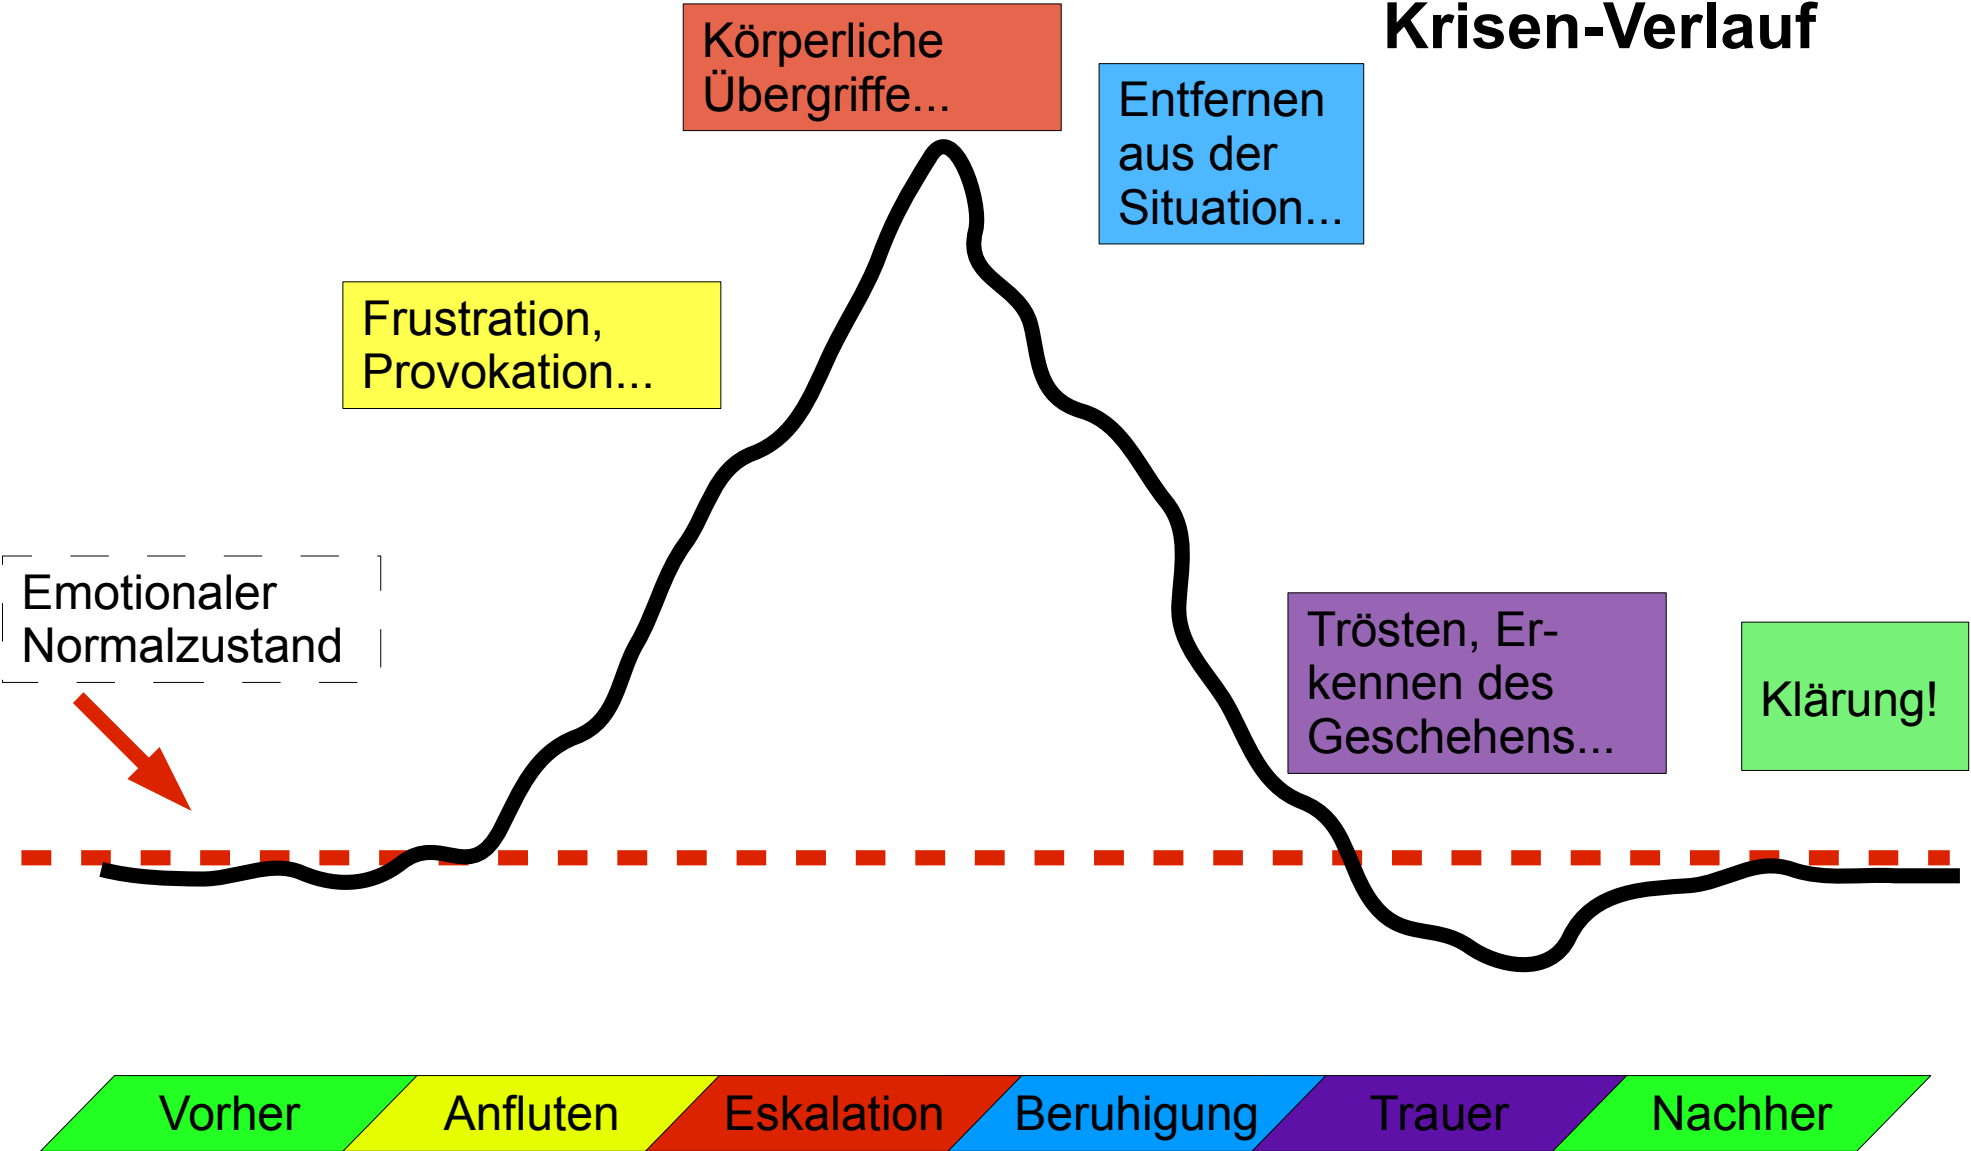 Krisen-Verlauf
Körperliche
Übergriffe...
Entfernen
aus der
Situation...
Frustration,
Provokation...
Emotionaler
Normalzustand
Trösten, Er-
kennen des
Geschehens...
Klärung!
Vorher
Anfluten
Eskalation
Beruhigung
Trauer
Nachher